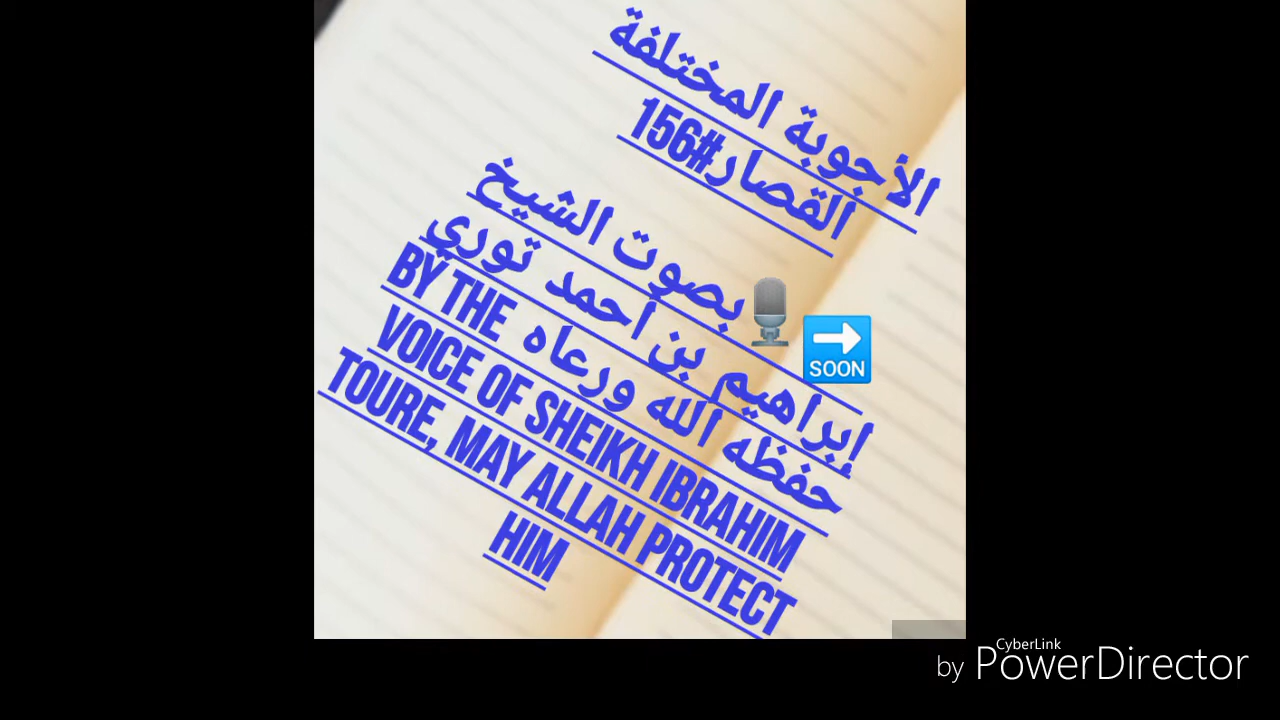 الأجوبة المختلفة
القصار#156
بصوت الشيخ
إبراهيم بن أحمد توري
حفظه الله ورعاه BY THE
VOICE OF SHEIKH IBRAHIM
TOURE, MAY ALLAH PROTECT
HIM
SOON
CyberLink
by PowerDirector